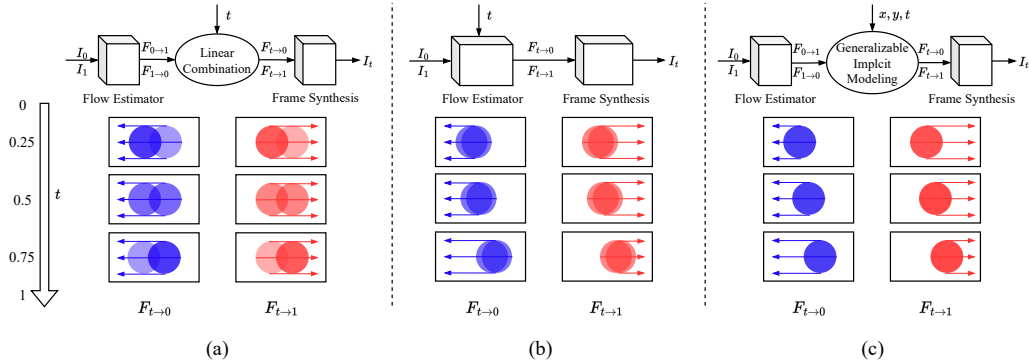 t
I₀
I₁
F₀→₁
F₁→₀
Linear
Combination
Fₜ→₀
Fₜ→₁
Iₜ
Flow Estimator
Frame Synthesis
t
I₀
I₁
Fₜ→₀
Fₜ→₁
Iₜ
Flow Estimator
Frame Synthesis
x, y, t
I₀
I₁
F₀→₁
F₁→₀
Generalizable
Implcit
Modeling
Fₜ→₀
Fₜ→₁
Iₜ
Flow Estimator
Frame Synthesis
0
0.25
t
0.5
0.75
1
Fₜ→₀
Fₜ→₁
Fₜ→₀
Fₜ→₁
Fₜ→₀
Fₜ→₁
(a)
(b)
(c)